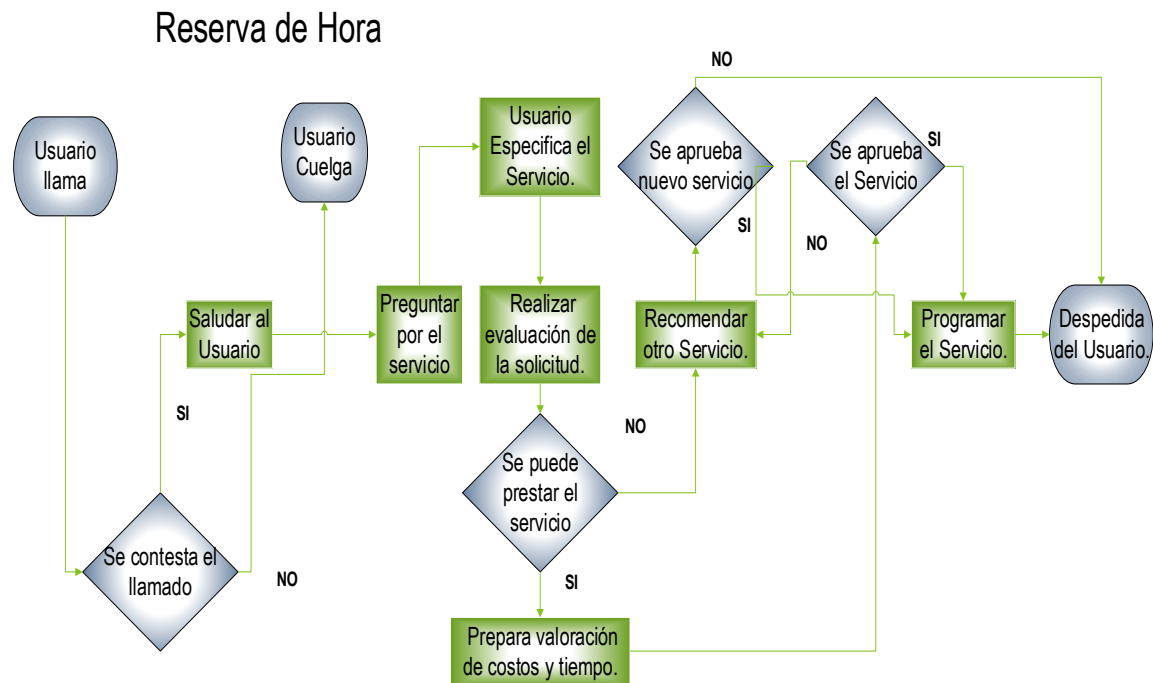 Reserva de Hora
Usuario
llama
Usuario
Cuelga
Saludar al
Usuario
SI
Se contesta el
llamado
NO
Preguntar
por el
servicio
Usuario
Especifica el
Servicio.
Realizar
evaluación de
la solicitud.
Se puede
prestar el
servicio
NO
SI
Prepara valoración
de costos y tiempo.
Recomendar
otro Servicio.
Se aprueba
nuevo servicio
NO
SI
Se aprueba
el Servicio
SI
NO
Programar
el Servicio.
Despedida
del Usuario.